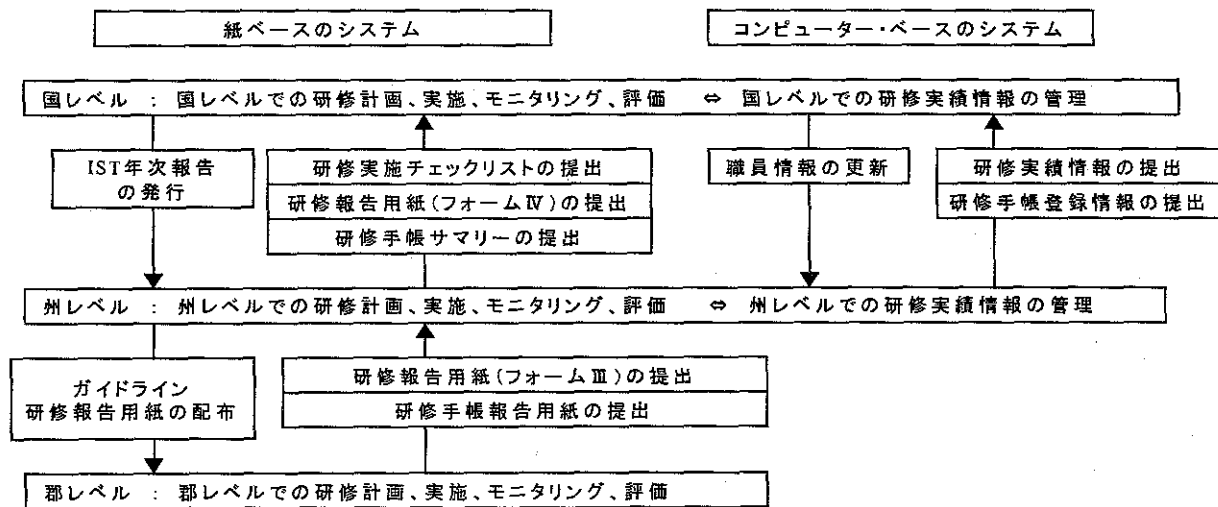 紙ベースのシステム
コンピューター・ベースのシステム
国レベル ： 国レベルでの研修計画、実施、モニタリング、評価 ⇔ 国レベルでの研修実績情報の管理
IST年次報告
の発行
研修実施チェックリストの提出
研修報告用紙(フォームⅣ)の提出
研修手帳サマリーの提出
職員情報の更新
研修実績情報の提出
研修手帳登録情報の提出
州レベル ： 州レベルでの研修計画、実施、モニタリング、評価 ⇔ 州レベルでの研修実績情報の管理
ガイドライン
研修報告用紙の配布
研修報告用紙(フォームⅢ)の提出
研修手帳報告用紙の提出
郡レベル ： 郡レベルでの研修計画、実施、モニタリング、評価